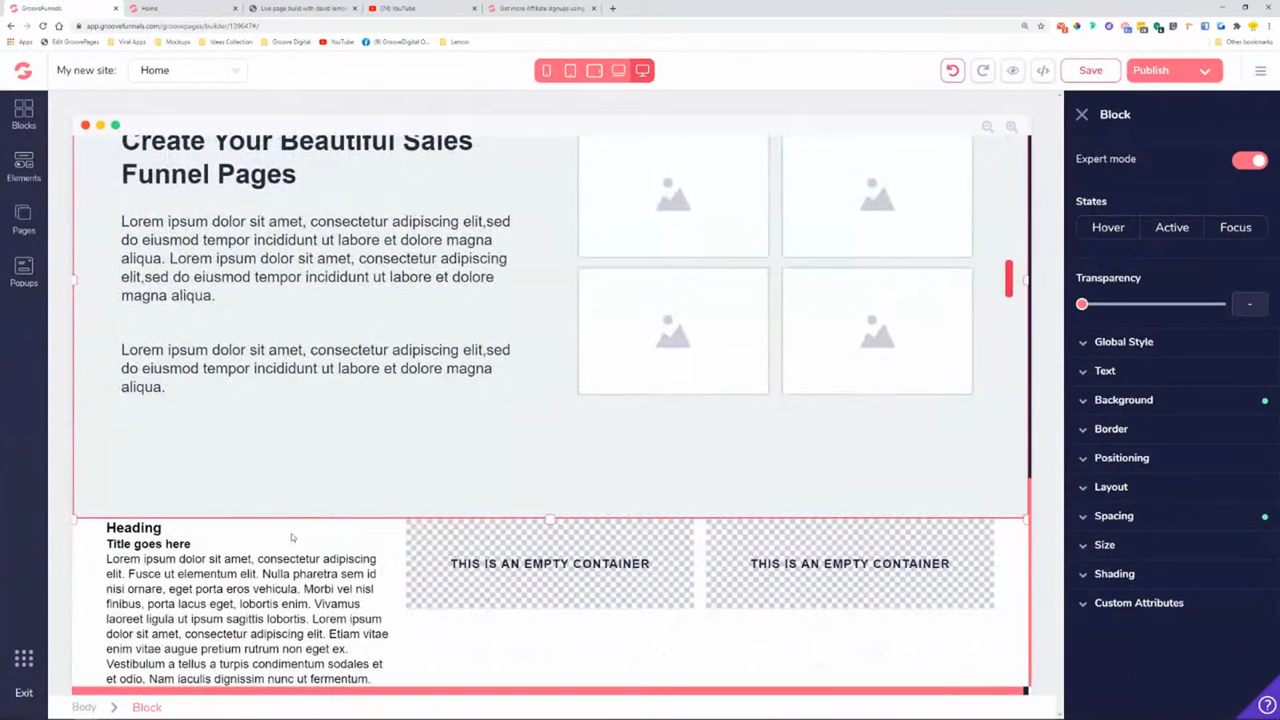 GrooveFunnels
Home
Live page build with david lemon
(74) YouTube
Get more Affiliate signups using
app.groovefunnels.com/groovepages/builder/139647#/
Apps
Edit GroovePages
Viral Apps
Mockups
Ideas Collection
Groove Digital
YouTube
(9) GrooveDigital O...
Lemon
Other bookmarks
My new site:
Home
Save
Publish
Blocks
Elements
Pages
Popups
Exit
Create Your Beautiful Sales
Funnel Pages
Lorem ipsum dolor sit amet, consectetur adipiscing elit,sed
do eiusmod tempor incididunt ut labore et dolore magna
aliqua. Lorem ipsum dolor sit amet, consectetur adipiscing
elit,sed do eiusmod tempor incididunt ut labore et dolore
magna aliqua.
Lorem ipsum dolor sit amet, consectetur adipiscing elit,sed
do eiusmod tempor incididunt ut labore et dolore magna
aliqua.
Heading
Title goes here
Lorem ipsum dolor sit amet, consectetur adipiscing
elit. Fusce ut elementum elit. Nulla pharetra sem id
nisi ornare, eget porta eros vehicula. Morbi vel nisl
finibus, porta lacus eget, lobortis enim. Vivamus
laoreet ligula ut ipsum sagittis lobortis. Lorem ipsum
dolor sit amet, consectetur adipiscing elit. Etiam vitae
enim vitae augue pretium rutrum non eget ex.
Vestibulum a tellus a turpis condimentum sodales et
et odio. Nam iaculis dignissim nunc ut fermentum.
THIS IS AN EMPTY CONTAINER
THIS IS AN EMPTY CONTAINER
Body
Block
Block
Expert mode
States
Hover
Active
Focus
Transparency
-
Global Style
Text
Background
Border
Positioning
Layout
Spacing
Size
Shading
Custom Attributes